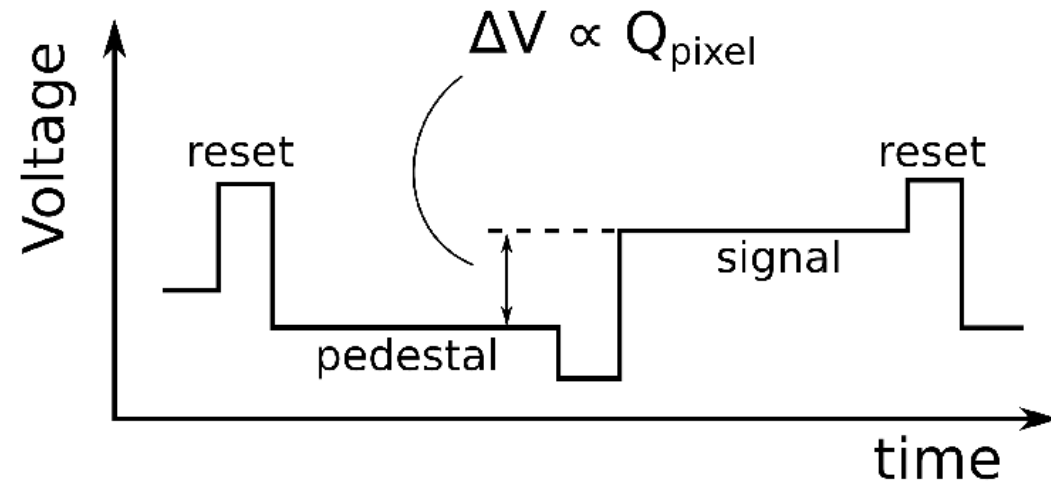 ΔV ∝ Qpixel
Voltage
reset
reset
signal
pedestal
time